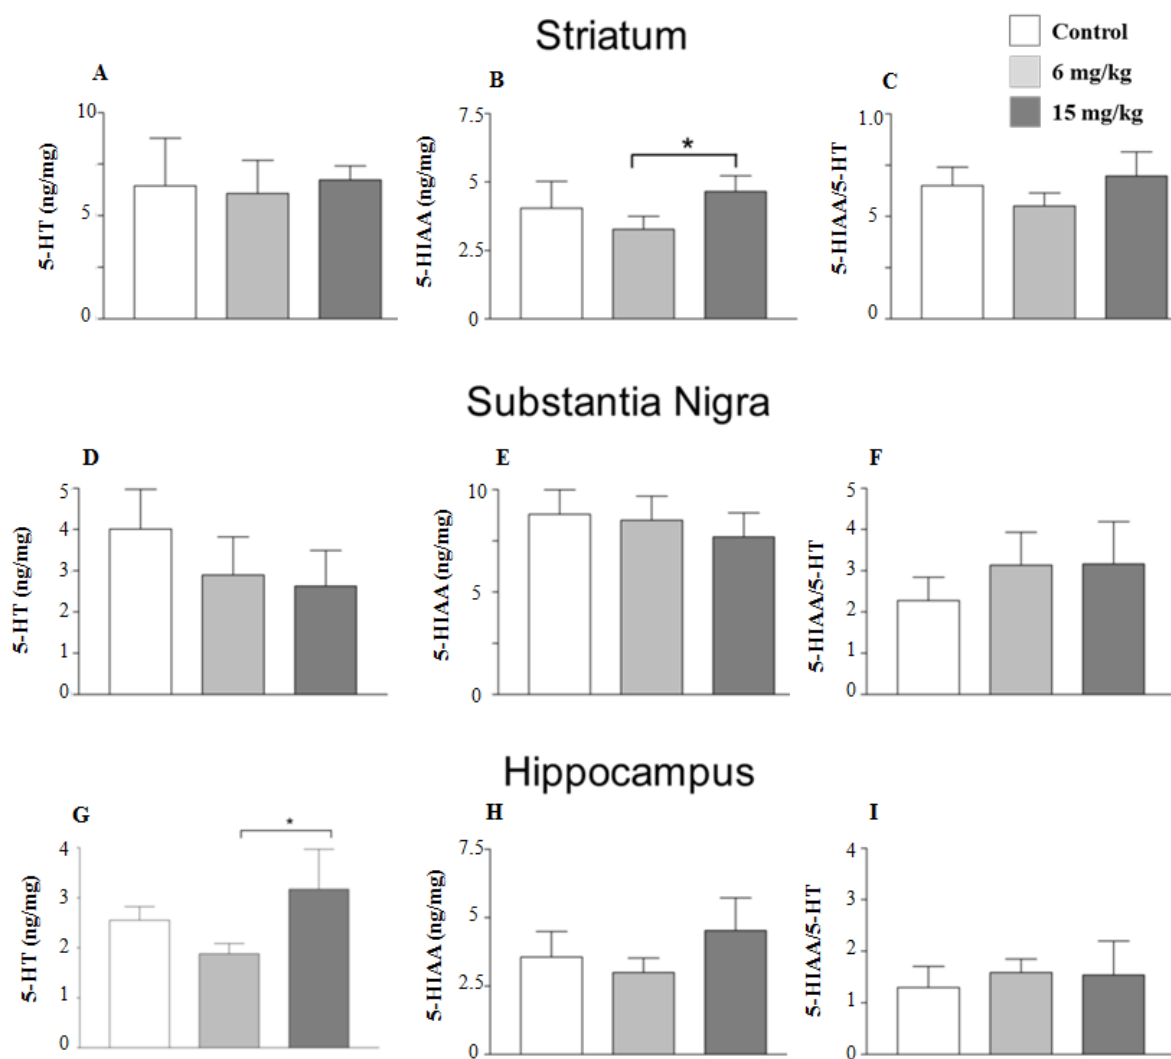 Striatum
Control
6 mg/kg
15 mg/kg
A
5-HT (ng/mg)
10
5
0
B
*
5-HIAA (ng/mg)
7.5
5
2.5
0
C
5-HIAA/5-HT
1.0
5
0
Substantia Nigra
D
5-HT (ng/mg)
5
4
3
2
1
0
E
5-HIAA (ng/mg)
10
5
0
F
5-HIAA/5-HT
5
4
3
2
1
0
Hippocampus
G
*
5-HT (ng/mg)
4
3
2
1
0
H
5-HIAA (ng/mg)
7.5
5
2.5
0
I
5-HIAA/5-HT
4
3
2
1
0